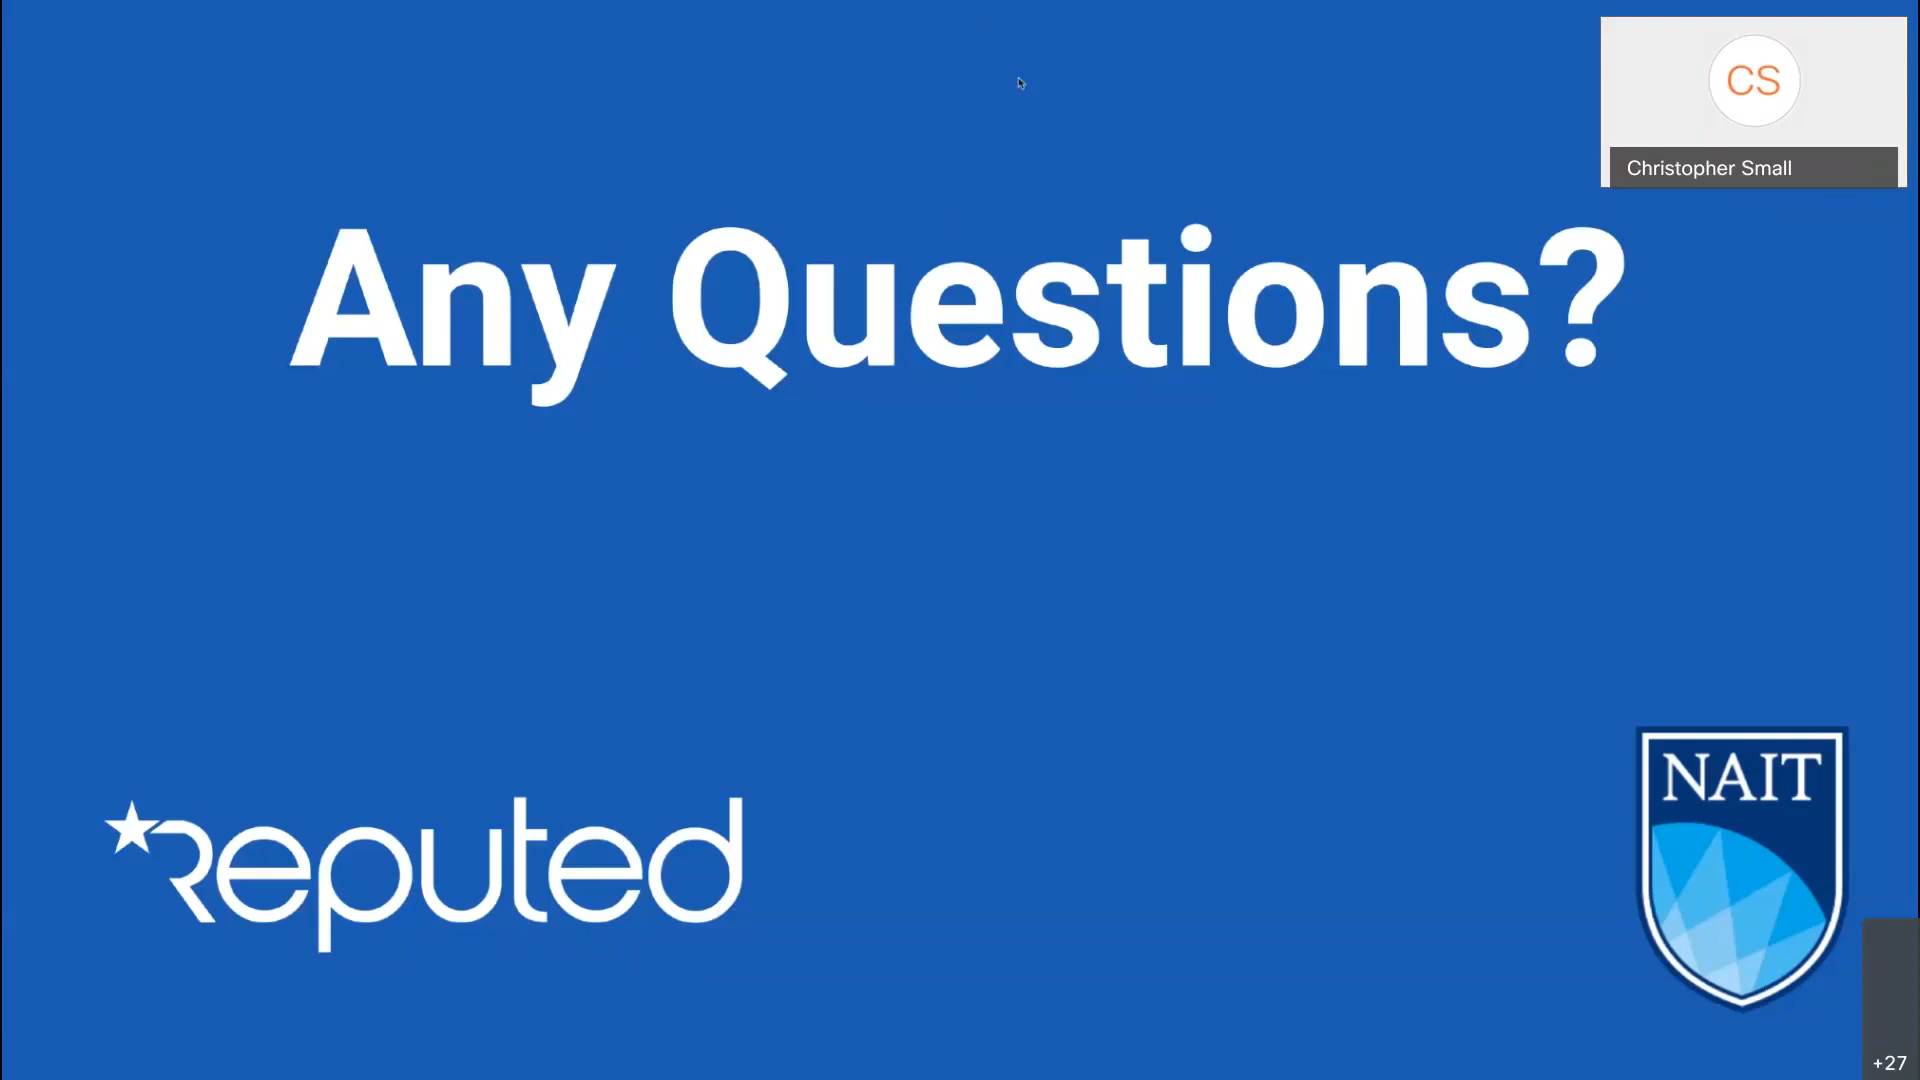 CS
Christopher Small
Any Questions?
Reputed
NAIT
+27